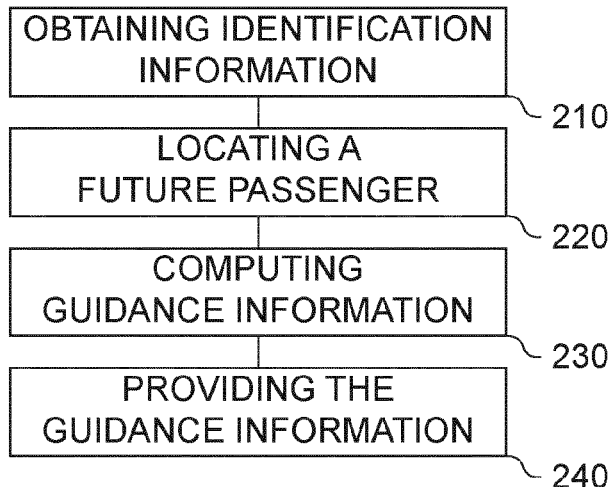 OBTAINING IDENTIFICATION
INFORMATION
210
LOCATING A
FUTURE PASSENGER
220
COMPUTING
GUIDANCE INFORMATION
230
PROVIDING THE
GUIDANCE INFORMATION
240